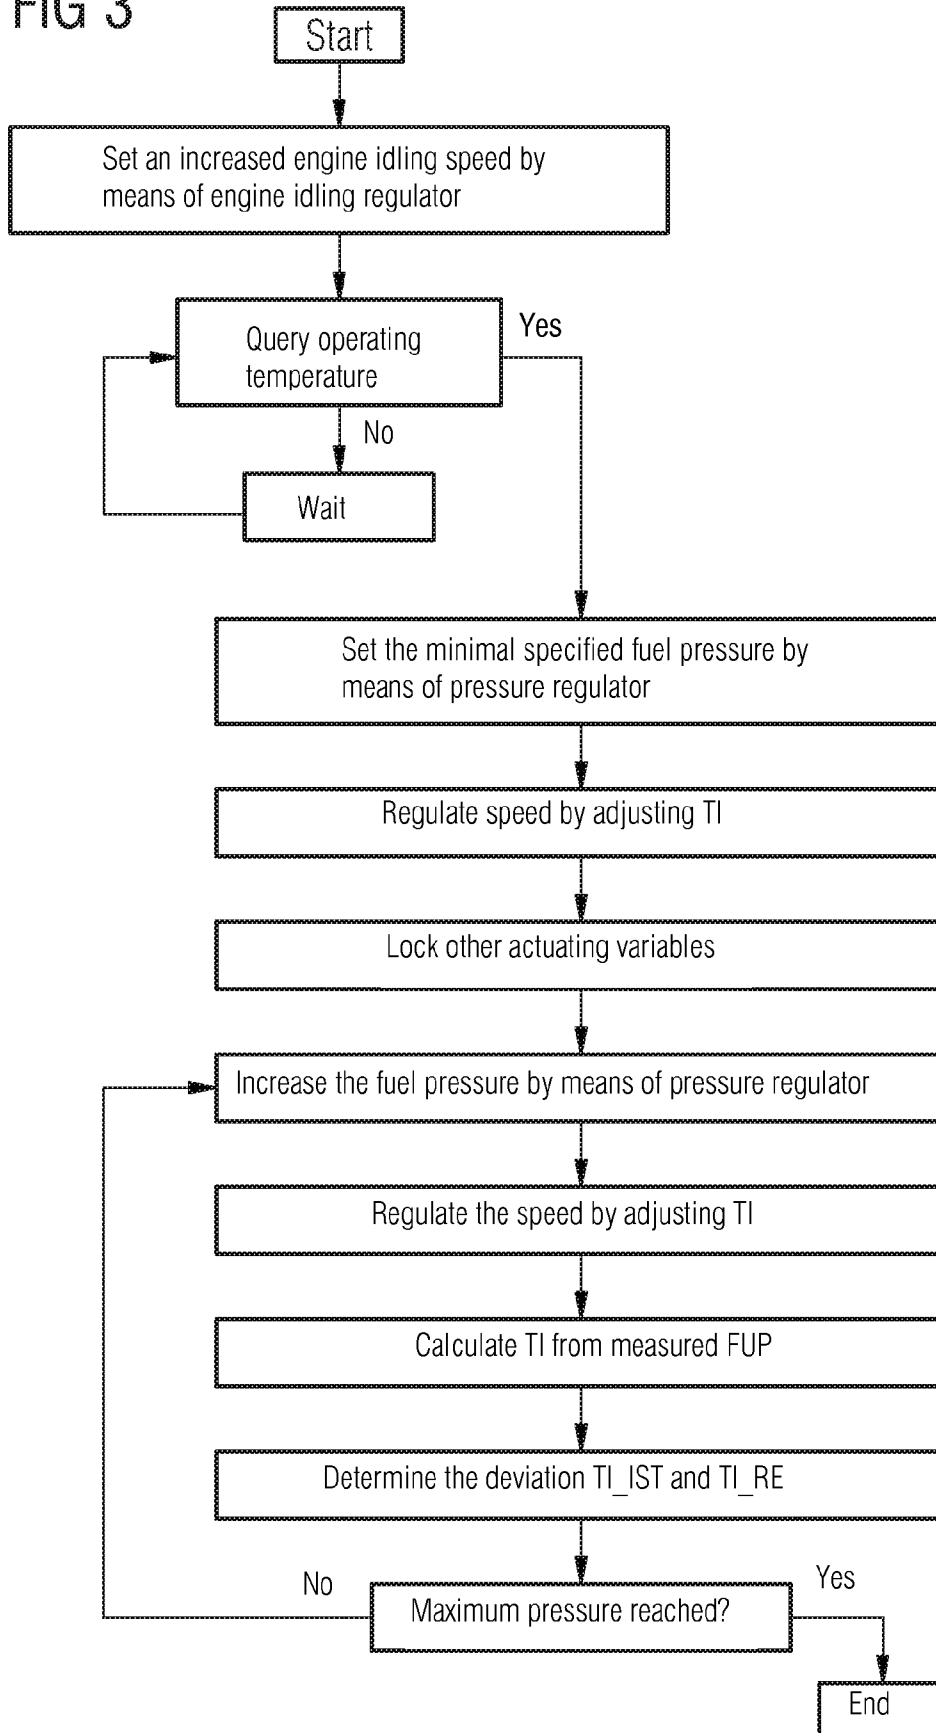 FIG 3
Start
Set an increased engine idling speed by
means of engine idling regulator
Query operating
temperature
Yes
No
Wait
Set the minimal specified fuel pressure by
means of pressure regulator
Regulate speed by adjusting TI
Lock other actuating variables
Increase the fuel pressure by means of pressure regulator
Regulate the speed by adjusting TI
Calculate TI from measured FUP
Determine the deviation TI_IST and TI_RE
No
Yes
Maximum pressure reached?
End